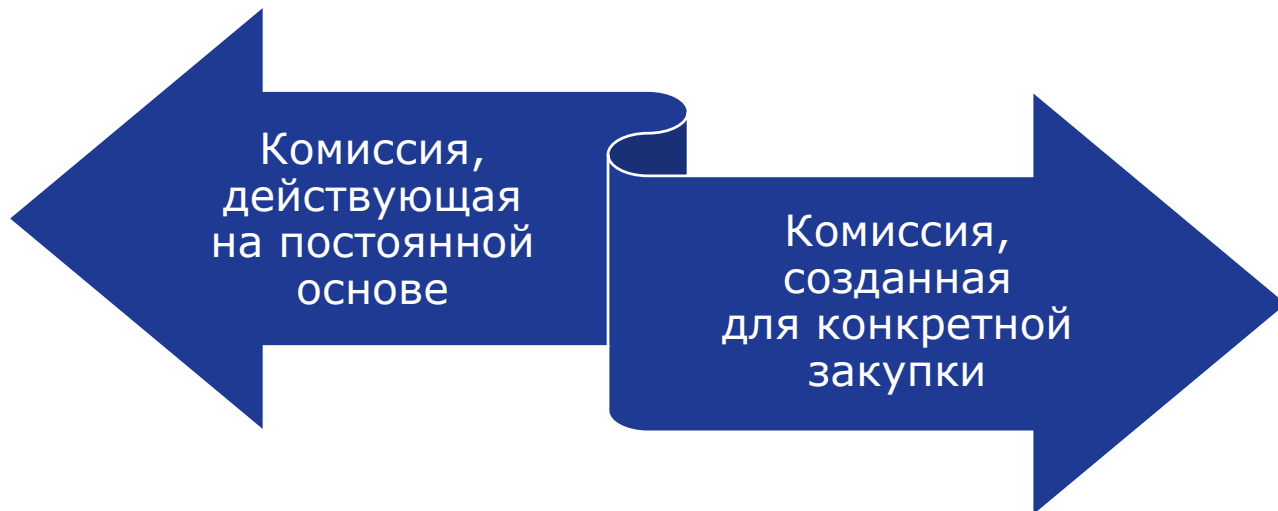 Комиссия,
действующая
на постоянной
основе
Комиссия,
созданная
для конкретной
закупки